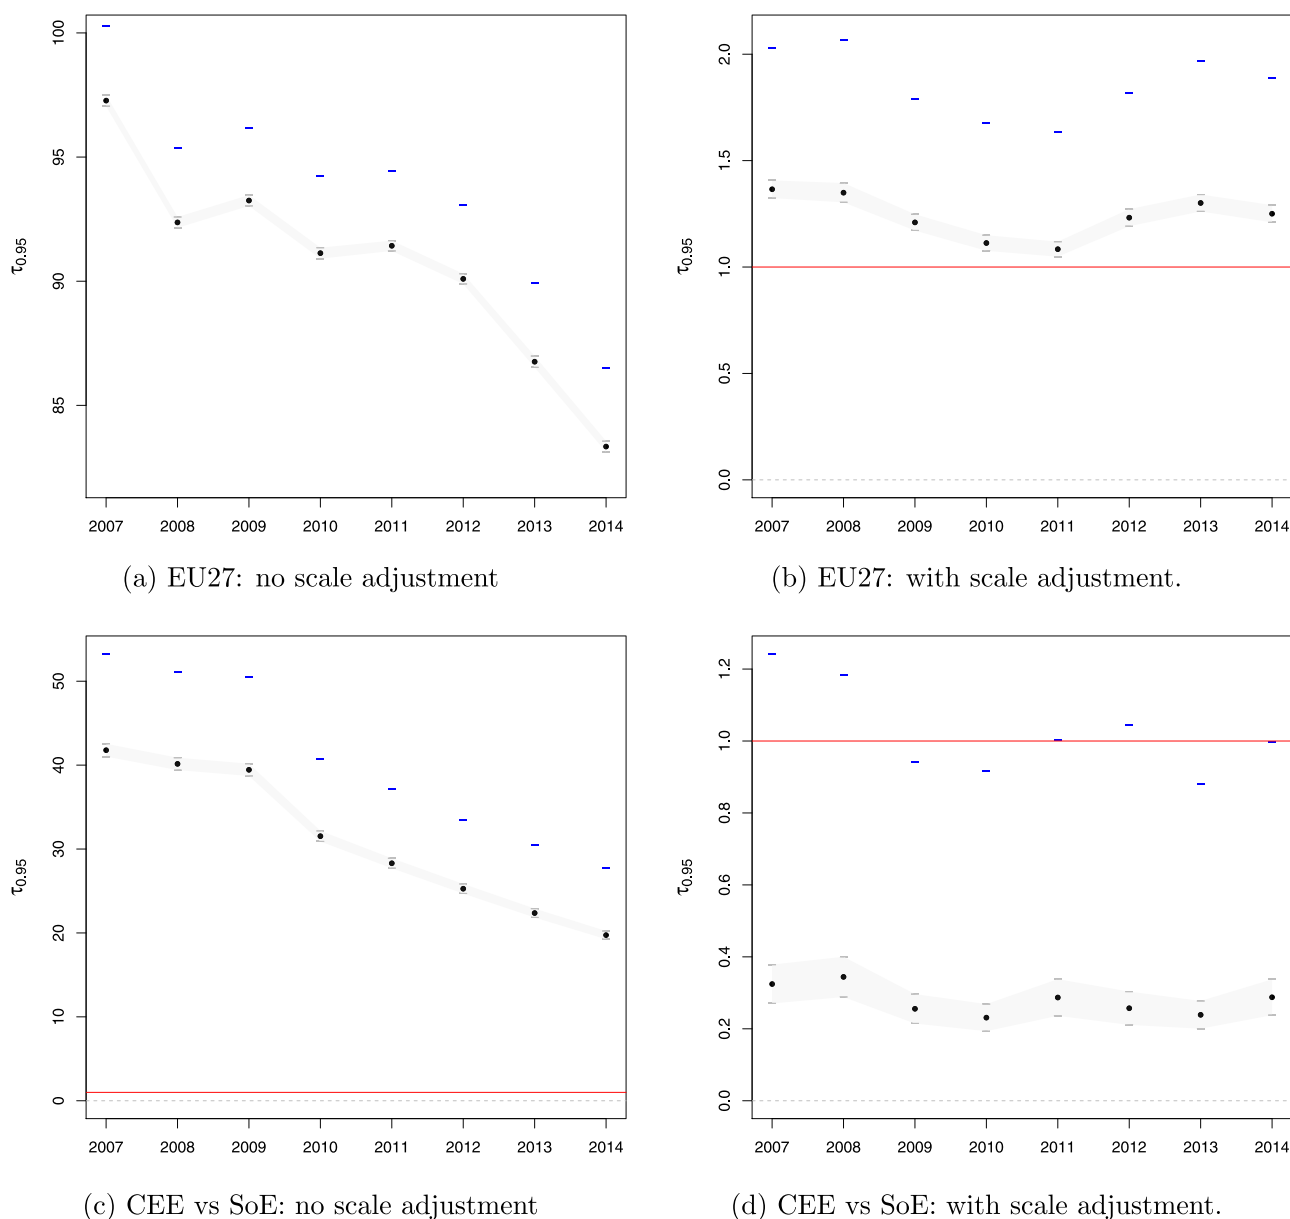 100
95
90
85
τ0.95
2007 2008 2009 2010 2011 2012 2013 2014
(a) EU27: no scale adjustment
2.0
1.5
1.0
0.5
0.0
τ0.95
2007 2008 2009 2010 2011 2012 2013 2014
(b) EU27: with scale adjustment.
50
40
30
20
10
0
τ0.95
2007 2008 2009 2010 2011 2012 2013 2014
(c) CEE vs SoE: no scale adjustment
1.2
1.0
0.8
0.6
0.4
0.2
0.0
τ0.95
2007 2008 2009 2010 2011 2012 2013 2014
(d) CEE vs SoE: with scale adjustment.